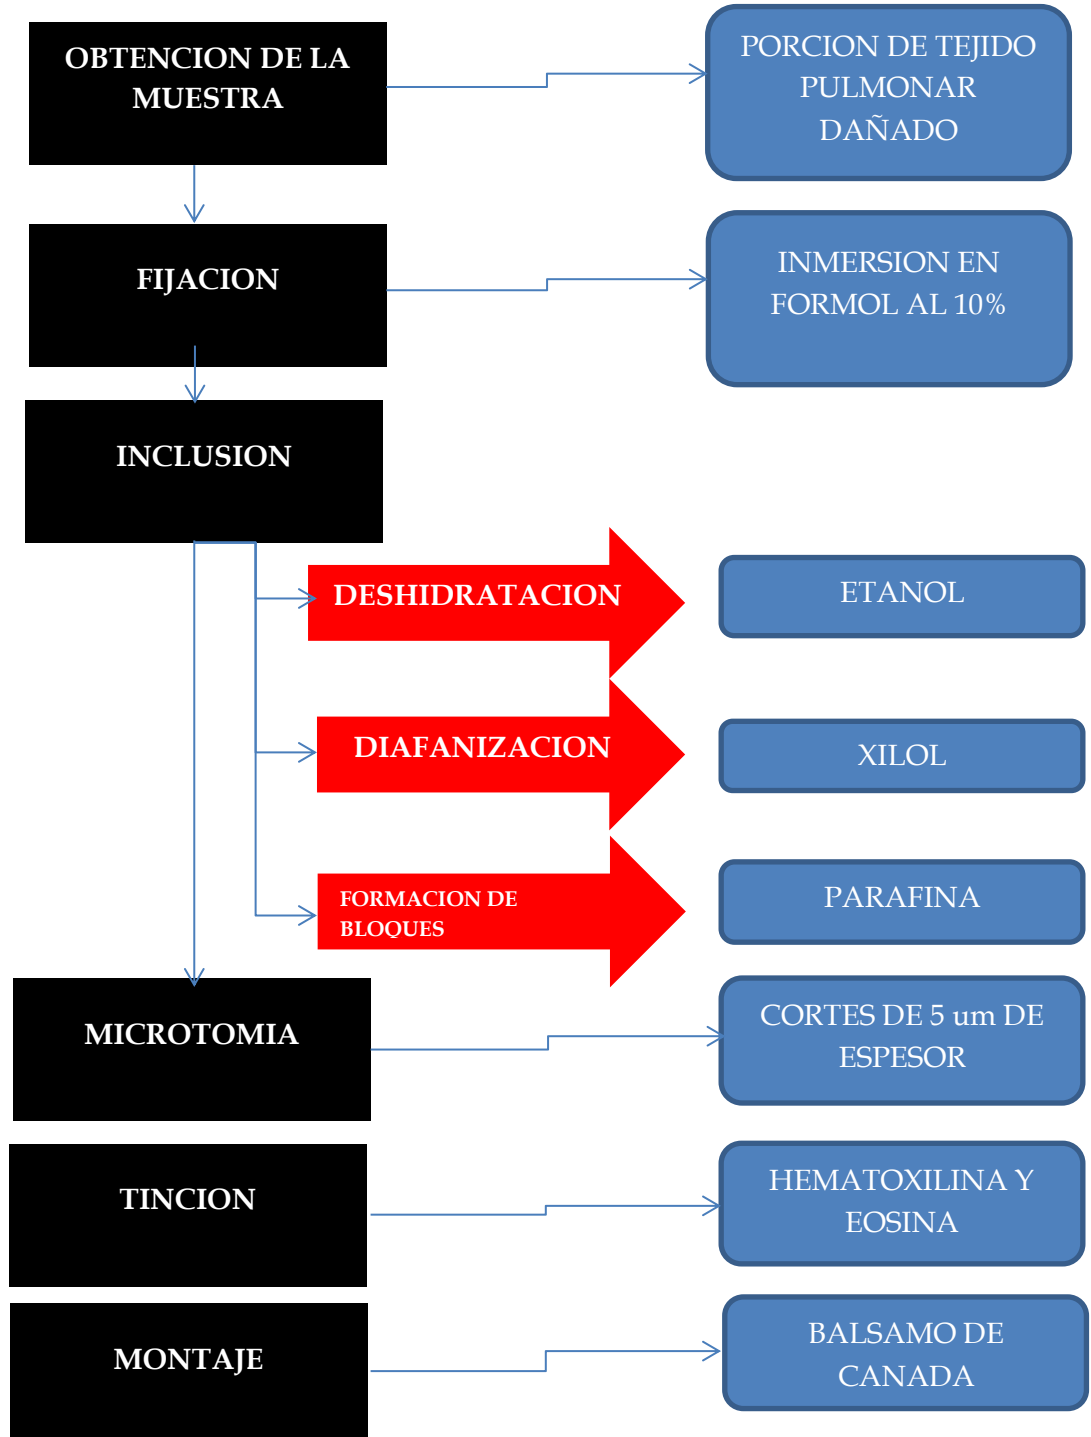 OBTENCION DE LA
MUESTRA
PORCION DE TEJIDO
PULMONAR
DAÑADO
FIJACION
INMERSION EN
FORMOL AL 10%
INCLUSION
DESHIDRATACION
ETANOL
DIAFANIZACION
XILOL
FORMACION DE
BLOQUES
PARAFINA
MICROTOMIA
CORTES DE 5 um DE
ESPESOR
TINCION
HEMATOXILINA Y
EOSINA
MONTAJE
BALSAMO DE
CANADA